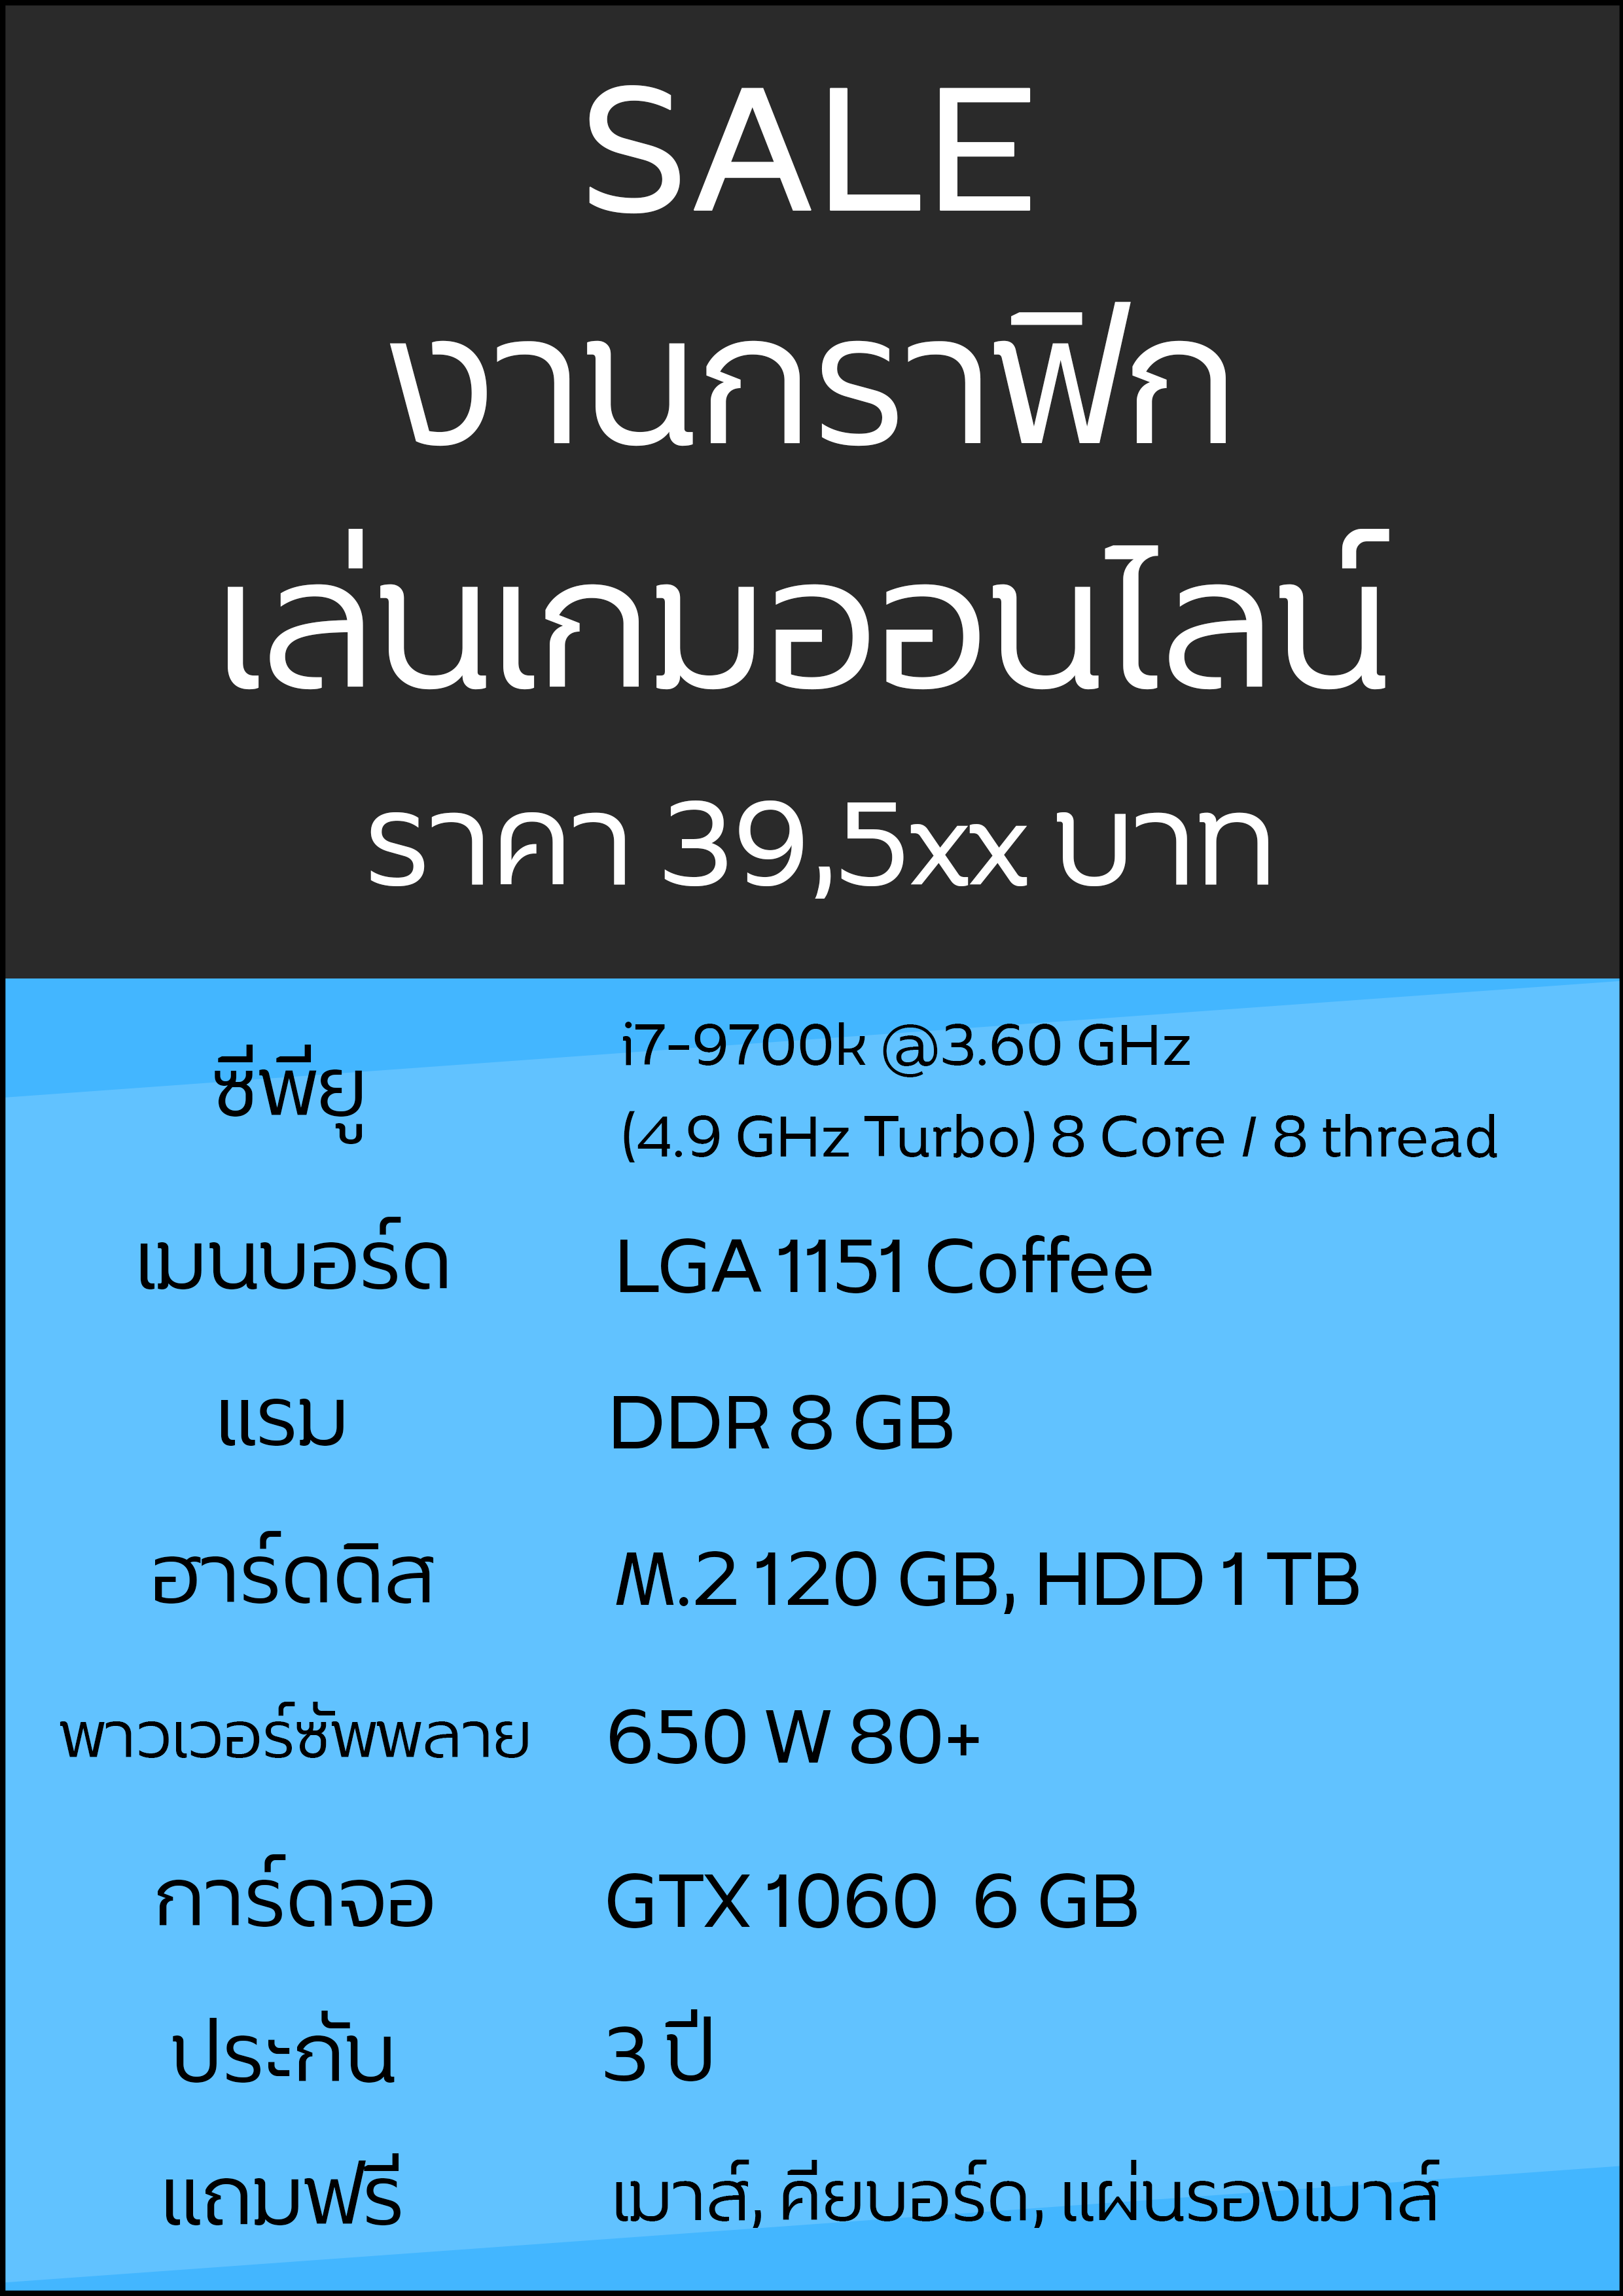 SALE
งานกราฟิก
เล่นเกมออนไลน์
ราคา 39,5xx บาท
ซีพียู
i7-9700k @3.60 GHz
(4.9 GHz Turbo) 8 Core / 8 thread
เมนบอร์ด LGA 1151 Coffee
แรม DDR 8 GB
ฮาร์ดดิส M.2 120 GB, HDD 1 TB
พาวเวอร์ซัพพลาย 650 W 80+
การ์ดจอ GTX 1060 6 GB
ประกัน 3 ปี
แถมฟรี เมาส์, คียบอร์ด, แผ่นรองเมาส์